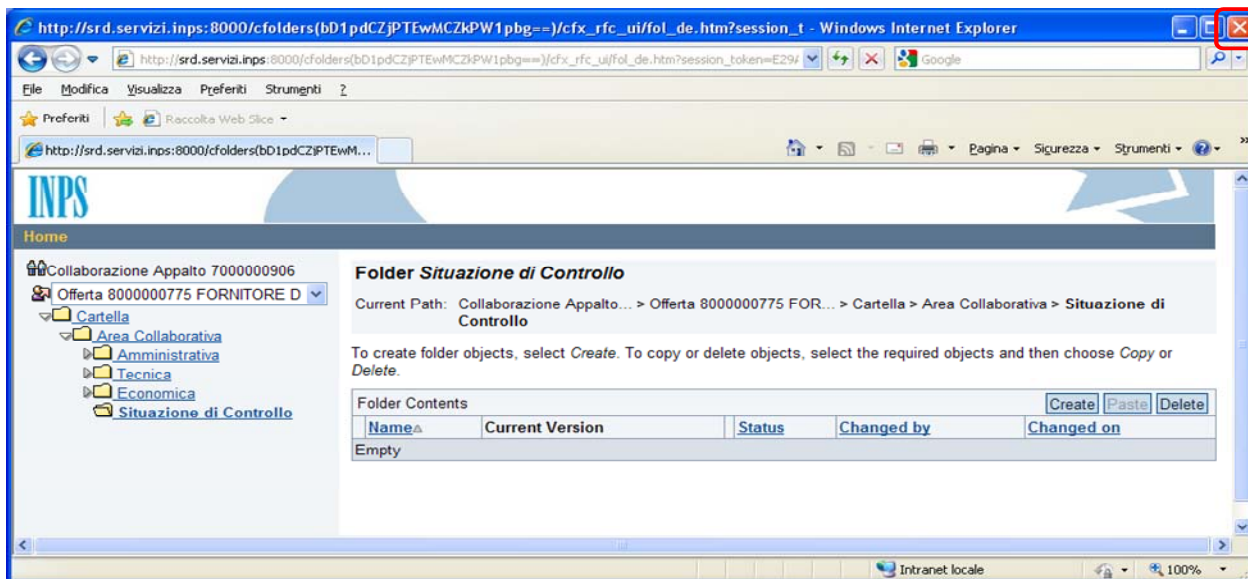 http://srd.servizi.inps:8000/cfolders(bD1pdCZjPTEwMCZkPW1pbg==)/cfx_rfc_ui/fol_de.htm?session_t - Windows Internet Explorer
http://srd.servizi.inps:8000/cfolders(bD1pdCZjPTEwMCZkPW1pbg==)/cfx_rfc_ui/fol_de.htm?session_token=E29/
Google
File Modifica Visualizza Preferiti Strumenti ?
Preferiti Raccolta Web Slice
http://srd.servizi.inps:8000/cfolders(bD1pdCZjPTEwM...
Pagina Sicurezza Strumenti
INPS
Home
Collaborazione Appalto 7000000906
Offerta 8000000775 FORNITORE D
Cartella
Area Collaborativa
Amministrativa
Tecnica
Economica
Situazione di Controllo
Folder Situazione di Controllo
Current Path: Collaborazione Appalto... > Offerta 8000000775 FOR... > Cartella > Area Collaborativa > Situazione di
Controllo
To create folder objects, select Create. To copy or delete objects, select the required objects and then choose Copy or
Delete.
Folder Contents Create Paste Delete
Name Current Version Status Changed by Changed on
Empty
Intranet locale 100%